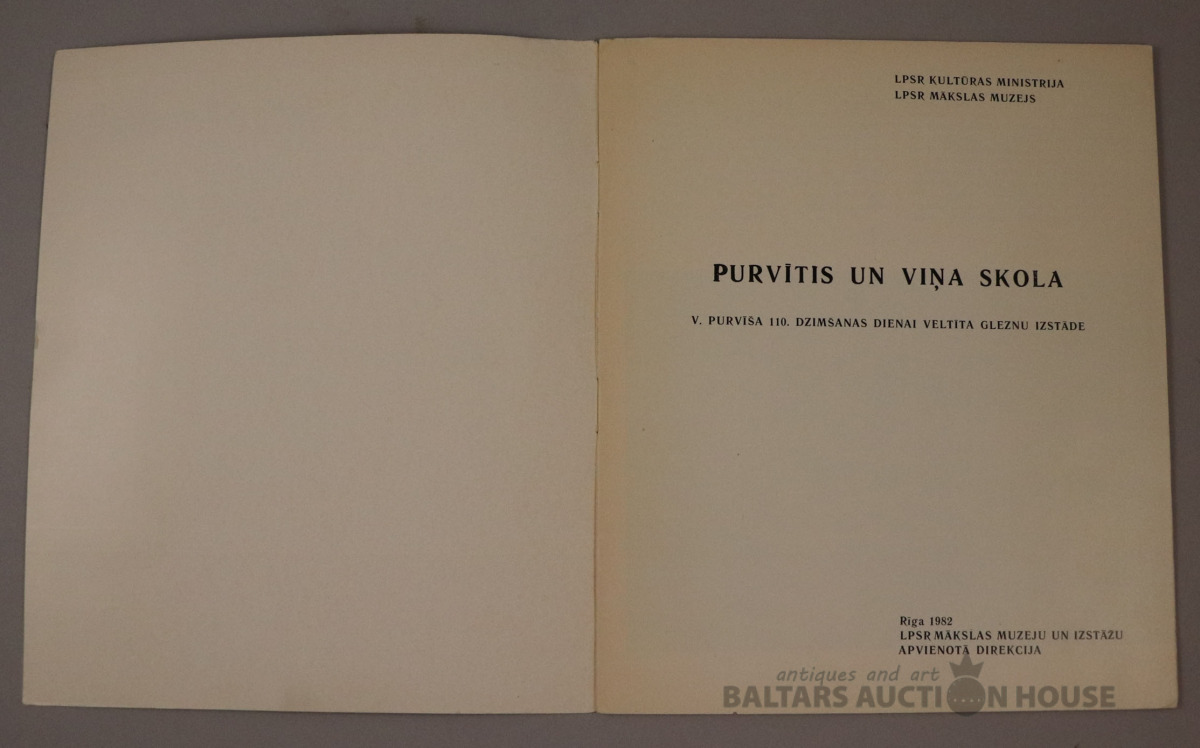 LPSR KULTŪRAS MINISTRIJA
LPSR MĀKSLAS MUZEJS
PURVĪTIS UN VIŅA SKOLA
V. PURVĪŠA 110. DZIMŠANAS DIENAI VELTĪTA GLEZNU IZSTĀDE
Rīga 1982
LPSR MĀKSLAS MUZEJU UN IZSTĀŽU
APVIENOTĀ DIREKCIJA
antiques and art
BALTARS AUCTION HOUSE